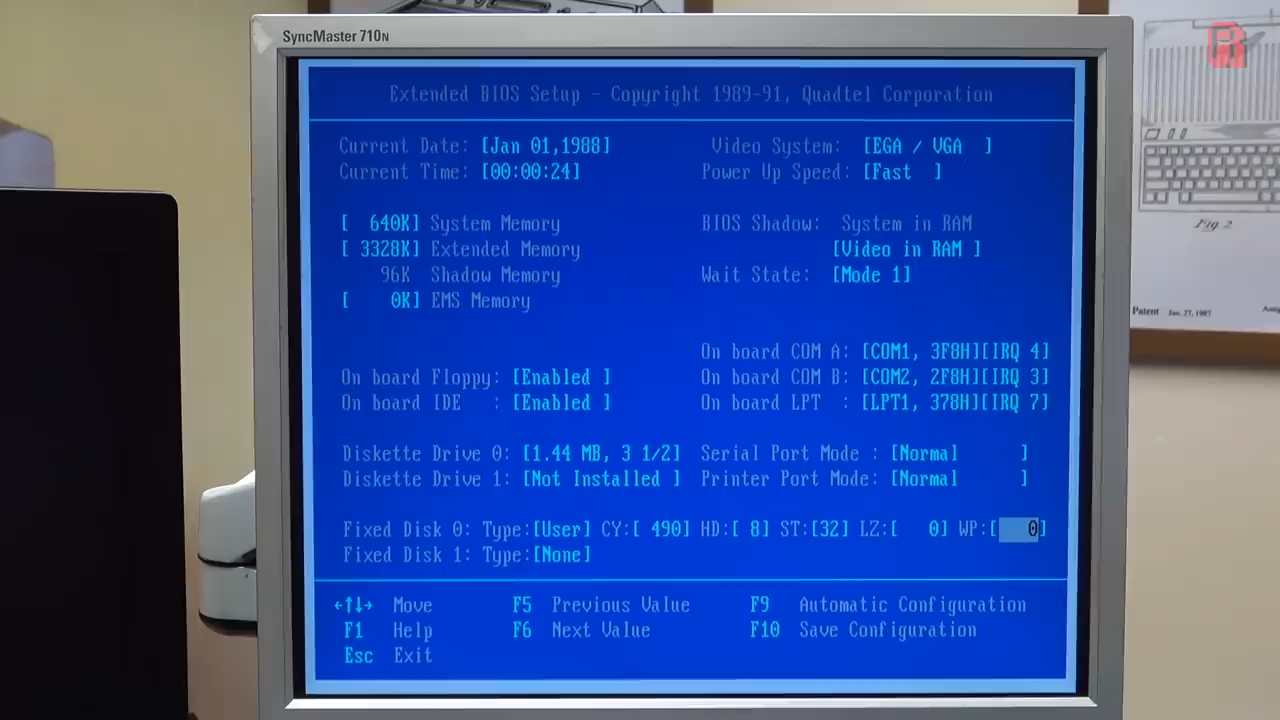 SyncMaster 710N
Extended BIOS Setup - Copyright 1989-91, Quadtel Corporation
Current Date: [Jan 01,1988] Video System: [EGA / VGA ]
Current Time: [00:00:24] Power Up Speed: [Fast ]
[ 640K] System Memory BIOS Shadow: System in RAM
[ 3328K] Extended Memory [Video in RAM ]
96K Shadow Memory Wait State: [Mode 1]
[ 0K] EMS Memory
On board COM A: [COM1, 3F8H][IRQ 4]
On board Floppy: [Enabled ] On board COM B: [COM2, 2F8H][IRQ 3]
On board IDE : [Enabled ] On board LPT : [LPT1, 378H][IRQ 7]
Diskette Drive 0: [1.44 MB, 3 1/2] Serial Port Mode : [Normal ]
Diskette Drive 1: [Not Installed ] Printer Port Mode: [Normal ]
Fixed Disk 0: Type:[User] CY:[ 490] HD:[ 8] ST:[32] LZ:[ 0] WP:[ 0]
Fixed Disk 1: Type:[None]
←↑↓→ Move F5 Previous Value F9 Automatic Configuration
F1 Help F6 Next Value F10 Save Configuration
Esc Exit
Fig. 2
Patent Jan. 27, 1987